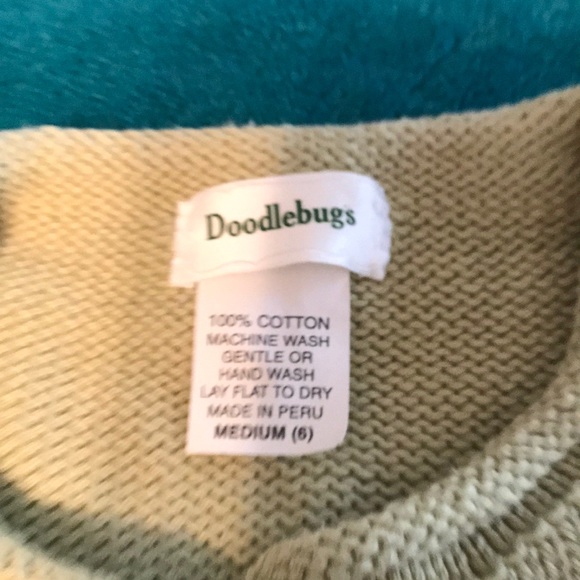 Doodlebugs
100% COTTON
MACHINE WASH
GENTLE OR
HAND WASH
LAY FLAT TO DRY
MADE IN PERU
MEDIUM (6)